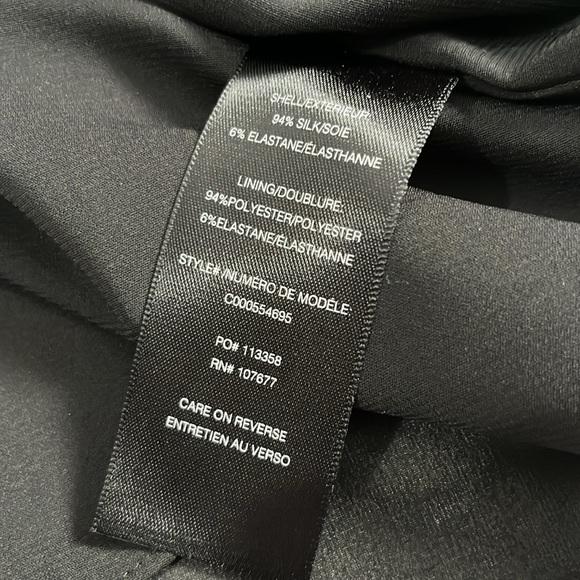 SHELL/EXTÉRIEUR:
94% SILK/SOIE
6% ELASTANE/ÉLASTHANNE
LINING/DOUBLURE:
94%POLYESTER/POLYESTER
6%ELASTANE/ÉLASTHANNE
STYLE# /NUMERO DE MODÈLE:
C000554695
PO# 113358
RN# 107677
CARE ON REVERSE
ENTRETIEN AU VERSO